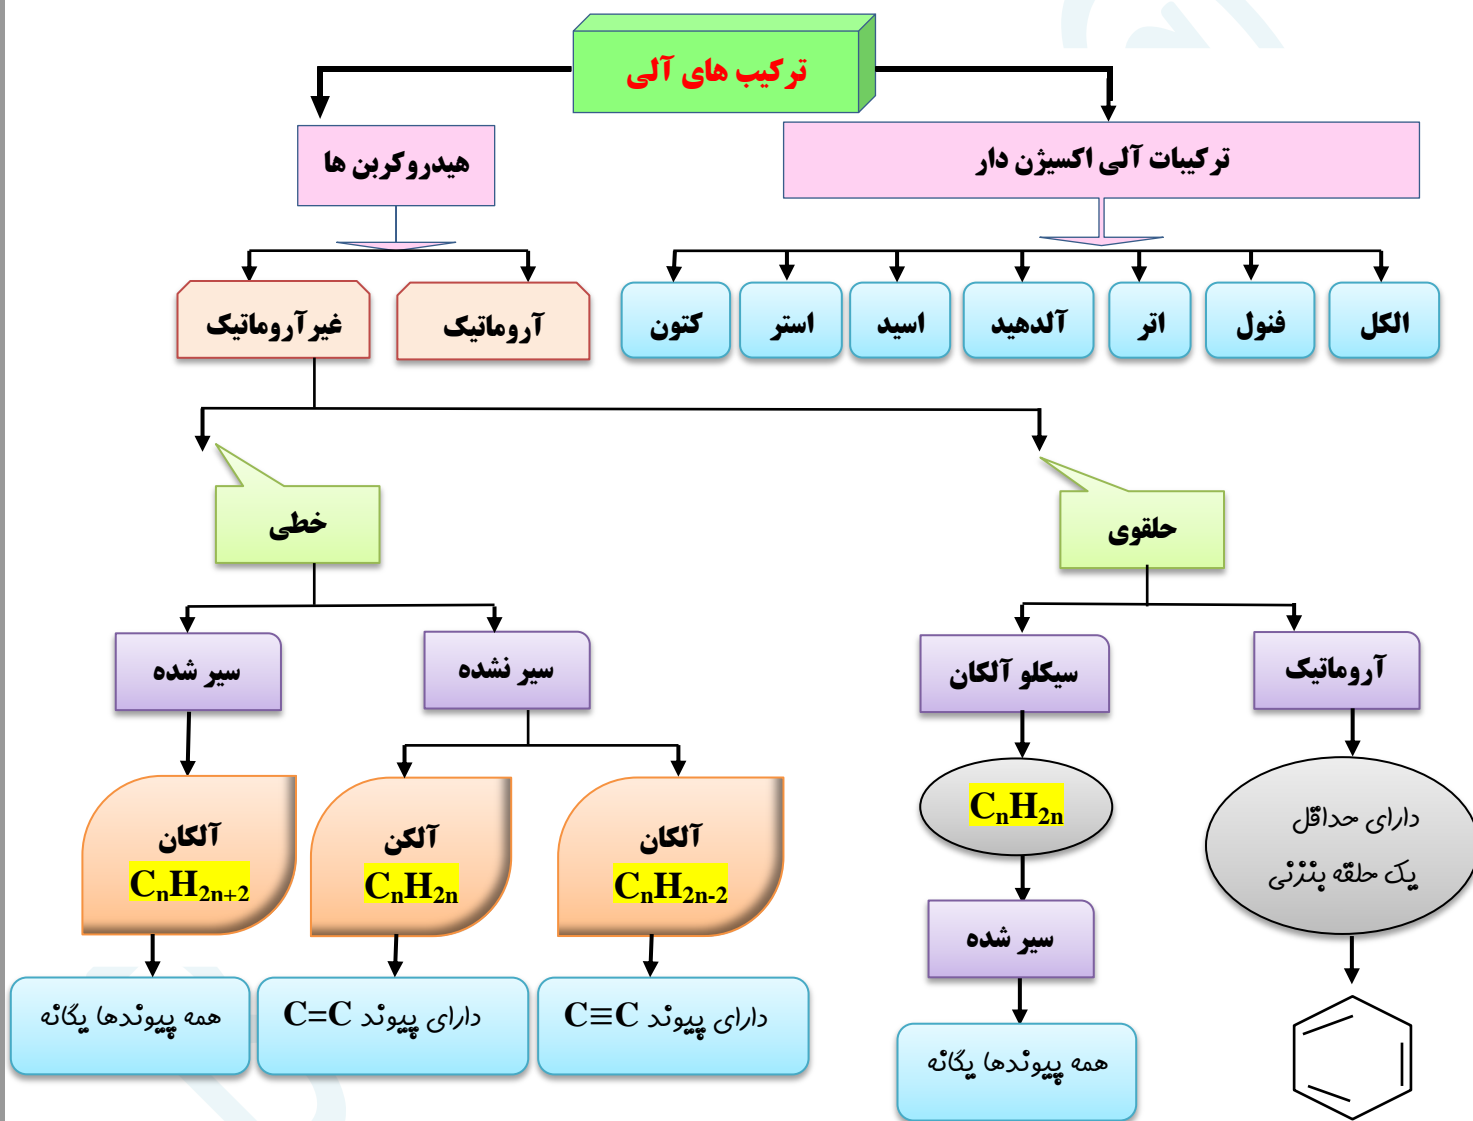 ترکیب های آلی
ترکیبات آلی اکسیژن دار
هیدروکربن ها
الکل
فنول
اتر
آلدهید
اسید
استر
کتون
آروماتیک
غیرآروماتیک
حلقوی
خطی
آروماتیک
سیکلو آلکان
سیر نشده
سیر شده
دارای حداقل
یک حلقه بنزنی
CnH2n
آلکان
CnH2n-2
آلکن
CnH2n
آلکان
CnH2n+2
سیر شده
همه پیوندها یگانه
دارای پیوند C≡C
دارای پیوند C=C
همه پیوندها یگانه